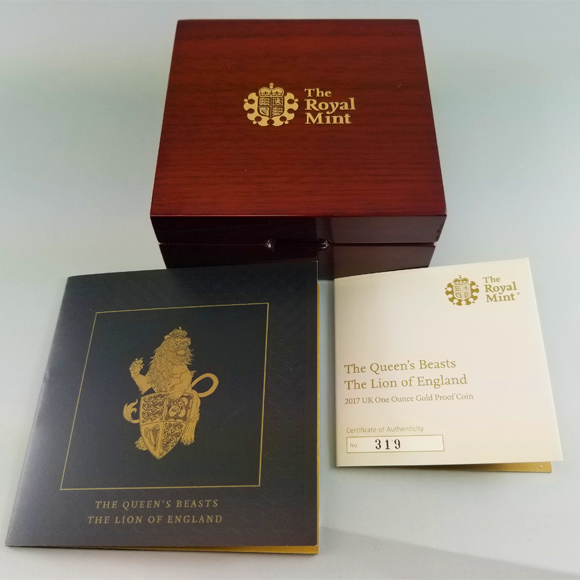 The
Royal
Mint
THE QUEEN'S BEASTS
THE LION OF ENGLAND
The
Royal
Mint®
The Queen's Beasts
The Lion of England
2017 UK One Ounce Gold Proof Coin
Certificate of Authenticity
No. 319